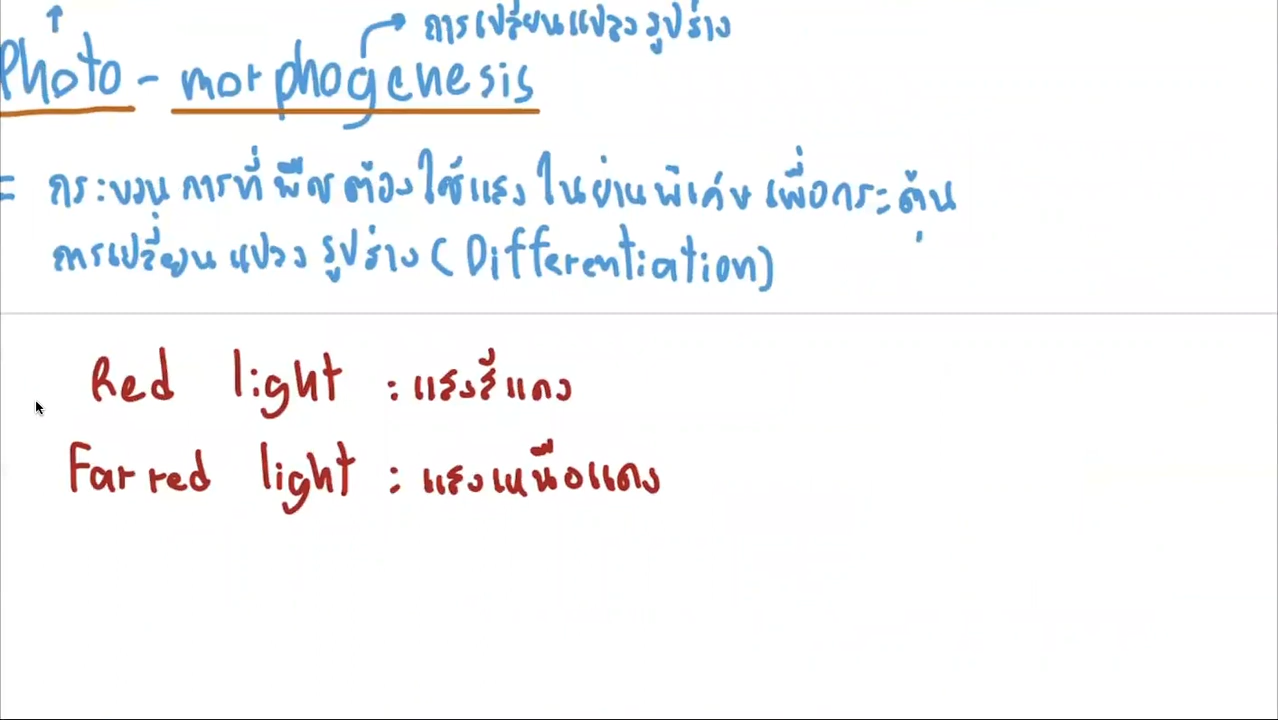 การเปลี่ยนแปลงรูปร่าง
Photo - morphogenesis
= กระบวนการที่พืชต้องใช้แสงในย่านพิเศษ เพื่อกระตุ้น
การเปลี่ยนแปลงรูปร่าง (Differentiation)
Red light : แสงสีแดง
Far red light : แสงเหนือแดง